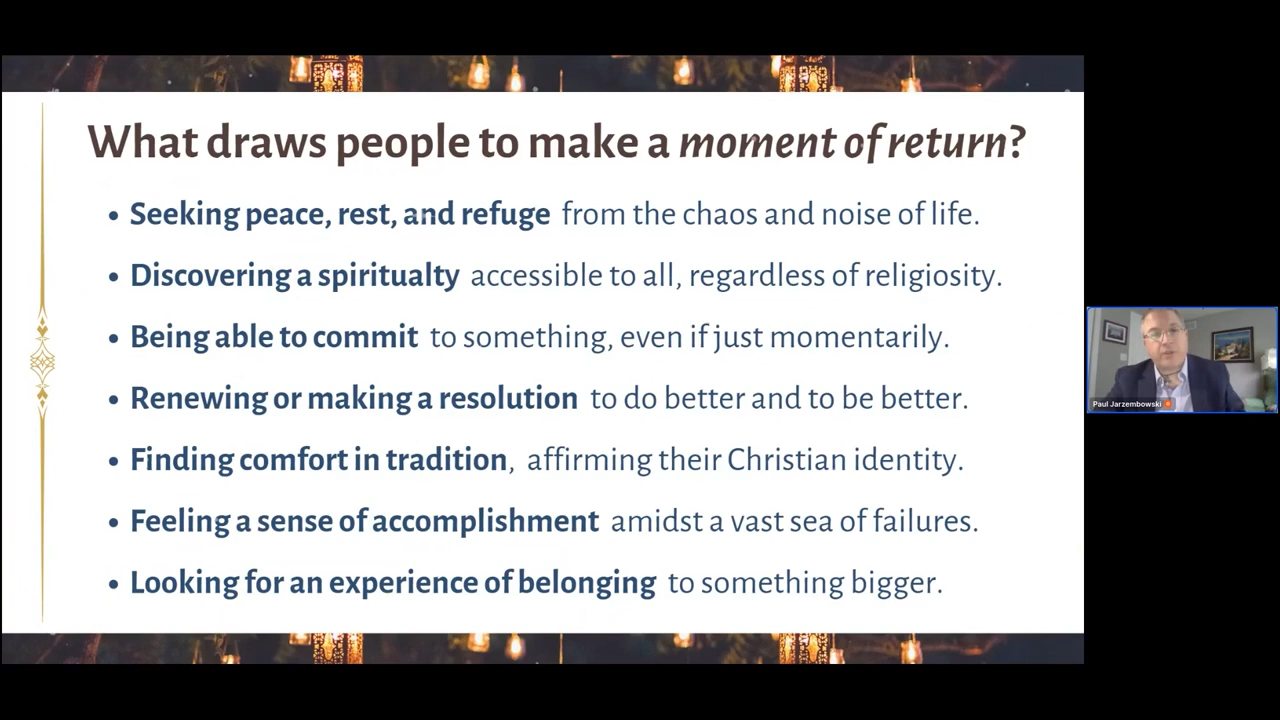 What draws people to make a moment of return?
• Seeking peace, rest, and refuge from the chaos and noise of life.
• Discovering a spiritualty accessible to all, regardless of religiosity.
• Being able to commit to something, even if just momentarily.
• Renewing or making a resolution to do better and to be better.
• Finding comfort in tradition, affirming their Christian identity.
• Feeling a sense of accomplishment amidst a vast sea of failures.
• Looking for an experience of belonging to something bigger.
Paul Jarzembowski